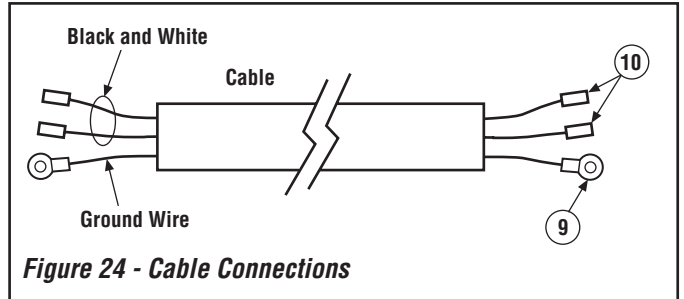 Black and White
Cable
10
Ground Wire
9
Figure 24 - Cable Connections